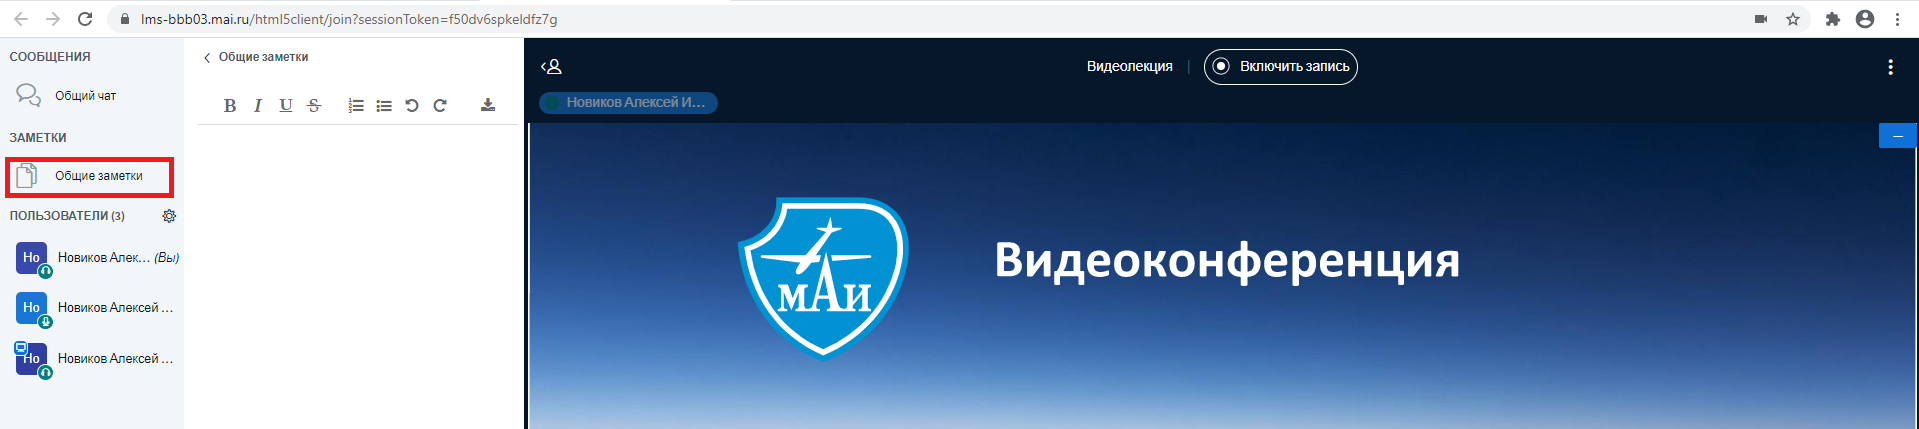 lms-bbb03.mai.ru/html5client/join?sessionToken=f50dv6spkeldfz7g
СООБЩЕНИЯ
Общий чат
ЗАМЕТКИ
Общие заметки
ПОЛЬЗОВАТЕЛИ (3)
Но Новиков Алек... (Вы)
Но Новиков Алексей ...
Но Новиков Алексей ...
Общие заметки
B I U S
Видеолекция | Включить запись
Новиков Алексей И...
МАИ
Видеоконференция